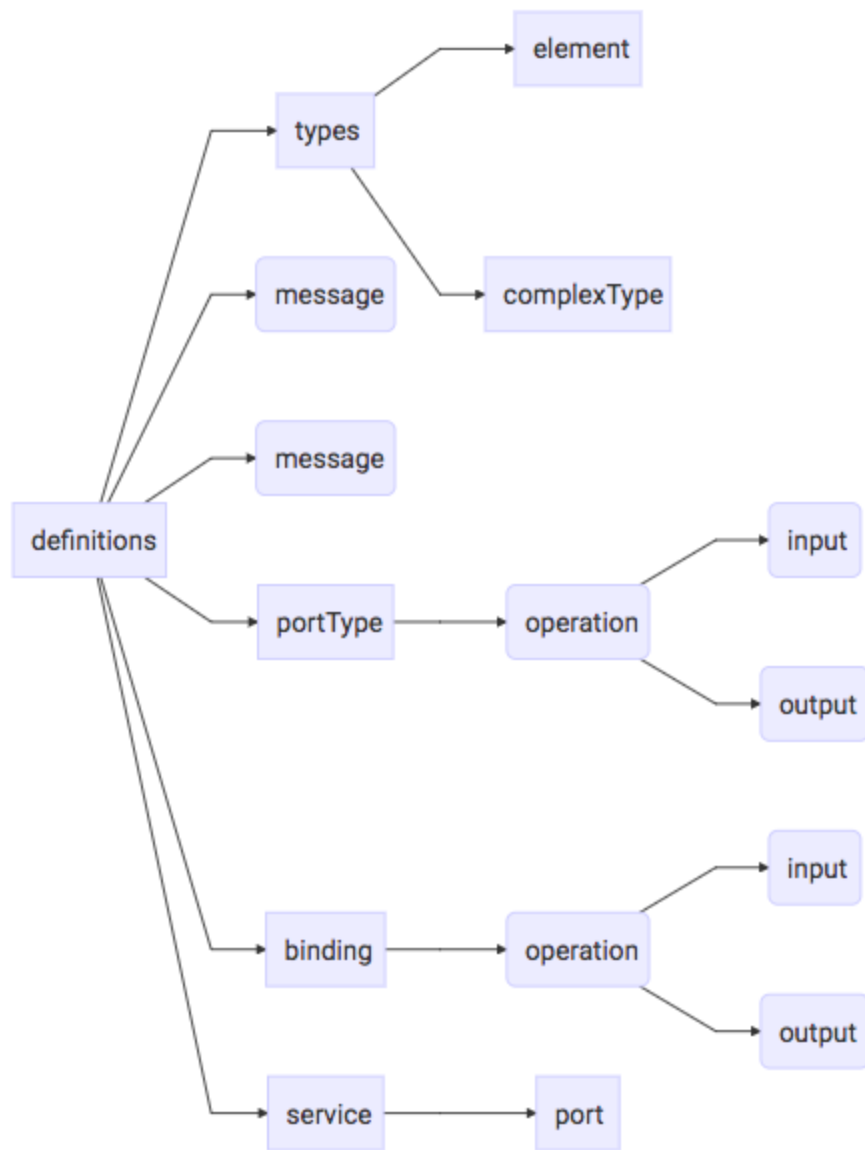 element
types
message
complexType
message
definitions
input
portType
operation
output
input
binding
operation
output
service
port